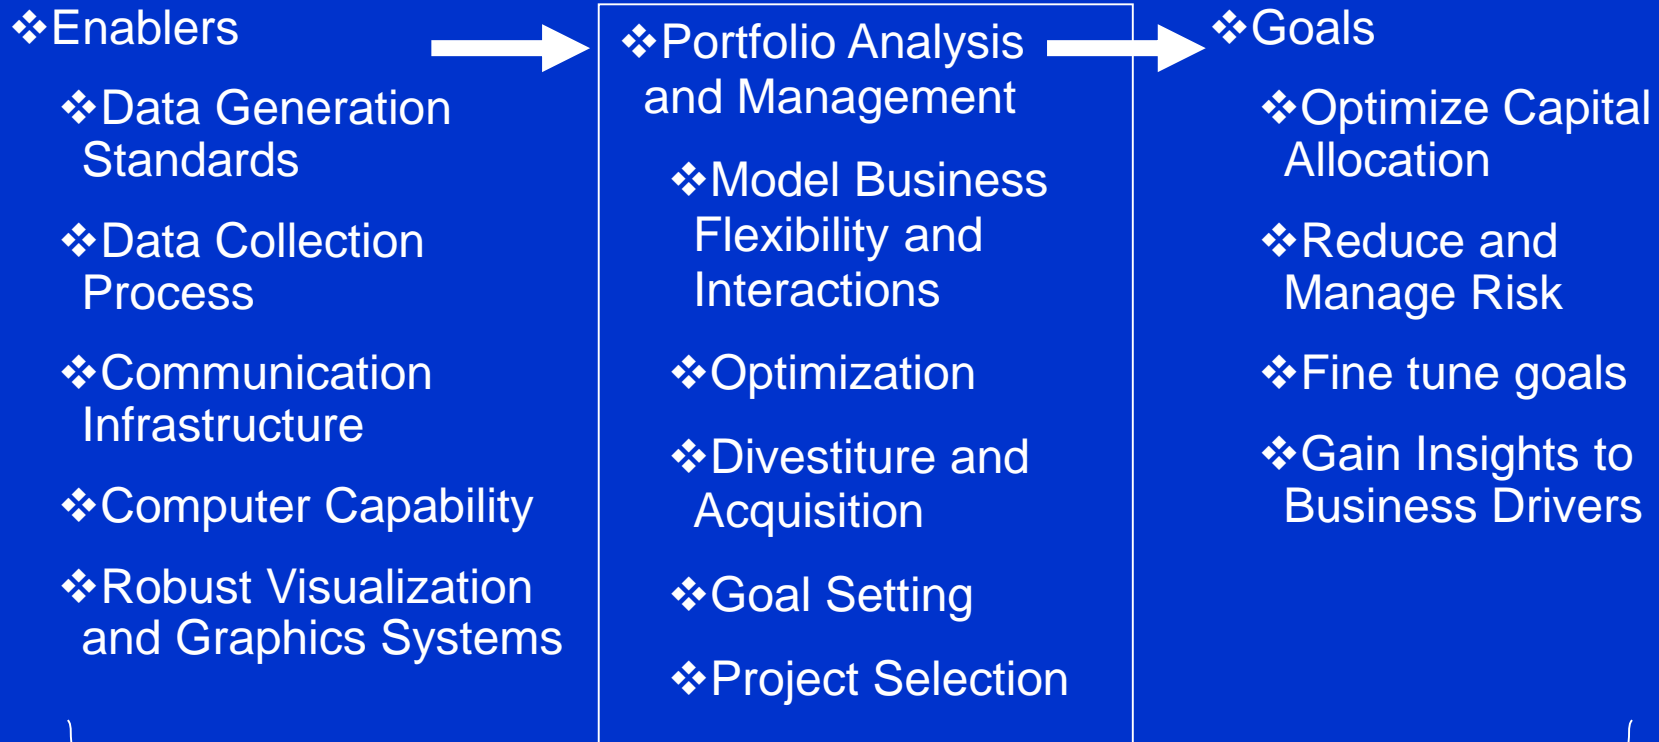 ❖Enablers
❖Data Generation
Standards
❖Data Collection
Process
❖Communication
Infrastructure
❖Computer Capability
❖Robust Visualization
and Graphics Systems
❖Portfolio Analysis
and Management
❖Model Business
Flexibility and
Interactions
❖Optimization
❖Divestiture and
Acquisition
❖Goal Setting
❖Project Selection
❖Goals
❖Optimize Capital
Allocation
❖Reduce and
Manage Risk
❖Fine tune goals
❖Gain Insights to
Business Drivers